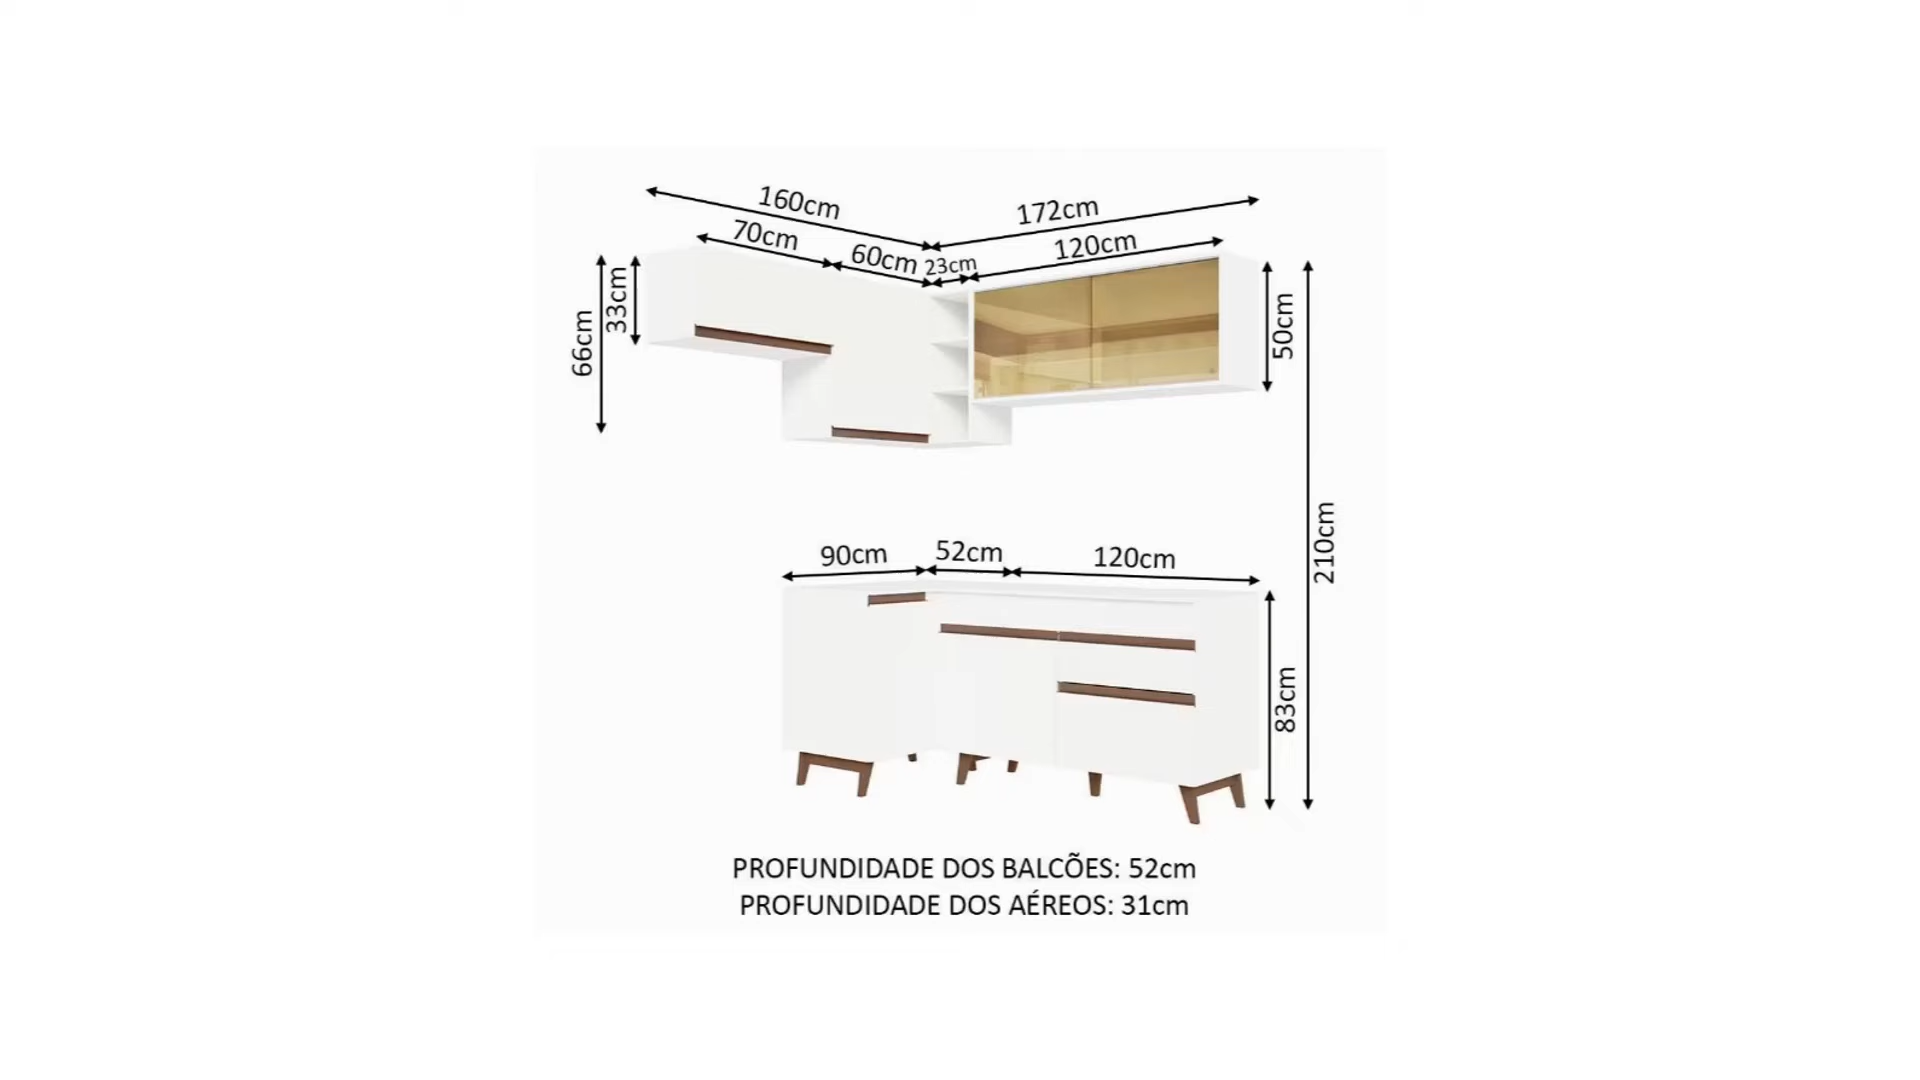 160cm
172cm
70cm
60cm
23cm
120cm
66cm
33cm
50cm
210cm
90cm
52cm
120cm
83cm
PROFUNDIDADE DOS BALCÕES: 52cm
PROFUNDIDADE DOS AÉREOS: 31cm